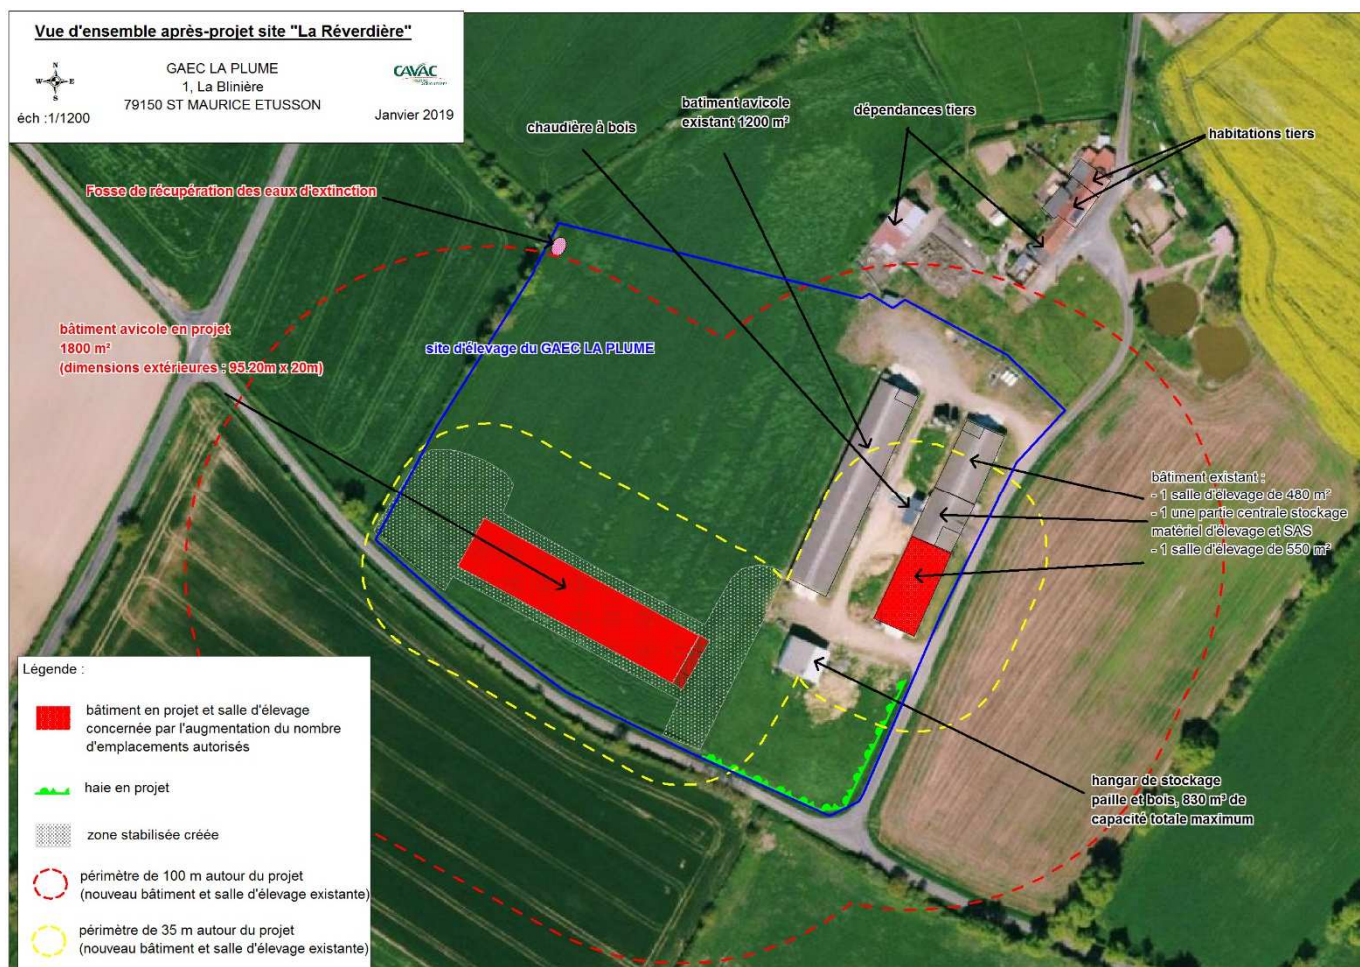 Vue d'ensemble après-projet site "La Réverdière"
N
W E
S
éch :1/1200
GAEC LA PLUME
1, La Blinière
79150 ST MAURICE ETUSSON
CAVAC
Janvier 2019
chaudière à bois
batiment avicole
existant 1200 m²
dépendances tiers
habitations tiers
Fosse de récupération des eaux d'extinction
bâtiment avicole en projet
1800 m²
(dimensions extérieures : 95.20m x 20m)
site d'élevage du GAEC LA PLUME
bâtiment existant :
- 1 salle d'élevage de 480 m²
- 1 une partie centrale stockage
matériel d'élevage et SAS
- 1 salle d'élevage de 550 m²
hangar de stockage
paille et bois, 830 m³ de
capacité totale maximum
Légende :
bâtiment en projet et salle d'élevage
concernée par l'augmentation du nombre
d'emplacements autorisés
haie en projet
zone stabilisée créée
périmètre de 100 m autour du projet
(nouveau bâtiment et salle d'élevage existante)
périmètre de 35 m autour du projet
(nouveau bâtiment et salle d'élevage existante)